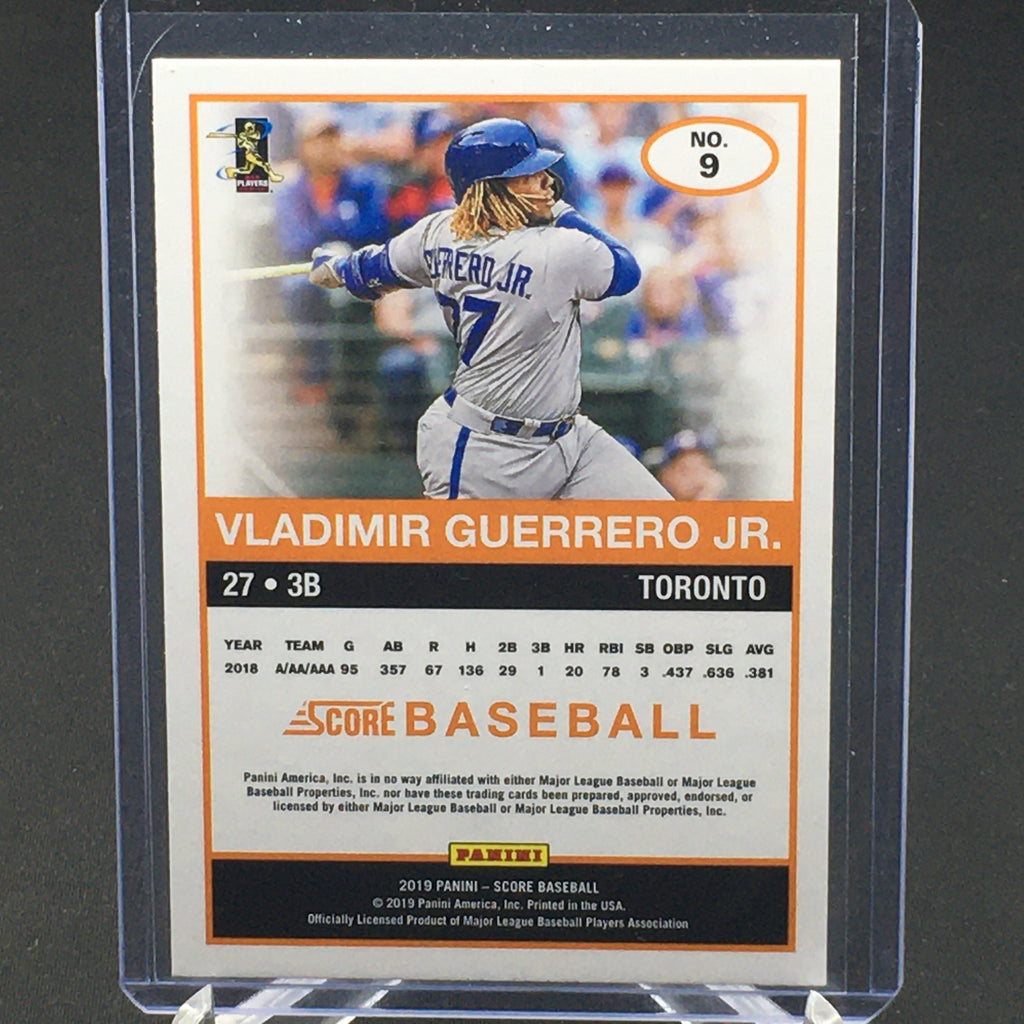 NO.
9
PLAYERS
RERO JR.
27
VLADIMIR GUERRERO JR.
27 • 3B TORONTO
YEAR TEAM G AB R H 2B 3B HR RBI SB OBP SLG AVG
2018 A/AA/AAA 95 357 67 136 29 1 20 78 3 .437 .636 .381
SCORE BASEBALL
Panini America, Inc. is in no way affiliated with either Major League Baseball or Major League
Baseball Properties, Inc. nor have these trading cards been prepared, approved, endorsed, or
licensed by either Major League Baseball or Major League Baseball Properties, Inc.
PANINI
2019 PANINI – SCORE BASEBALL
© 2019 Panini America, Inc. Printed in the USA.
Officially Licensed Product of Major League Baseball Players Association